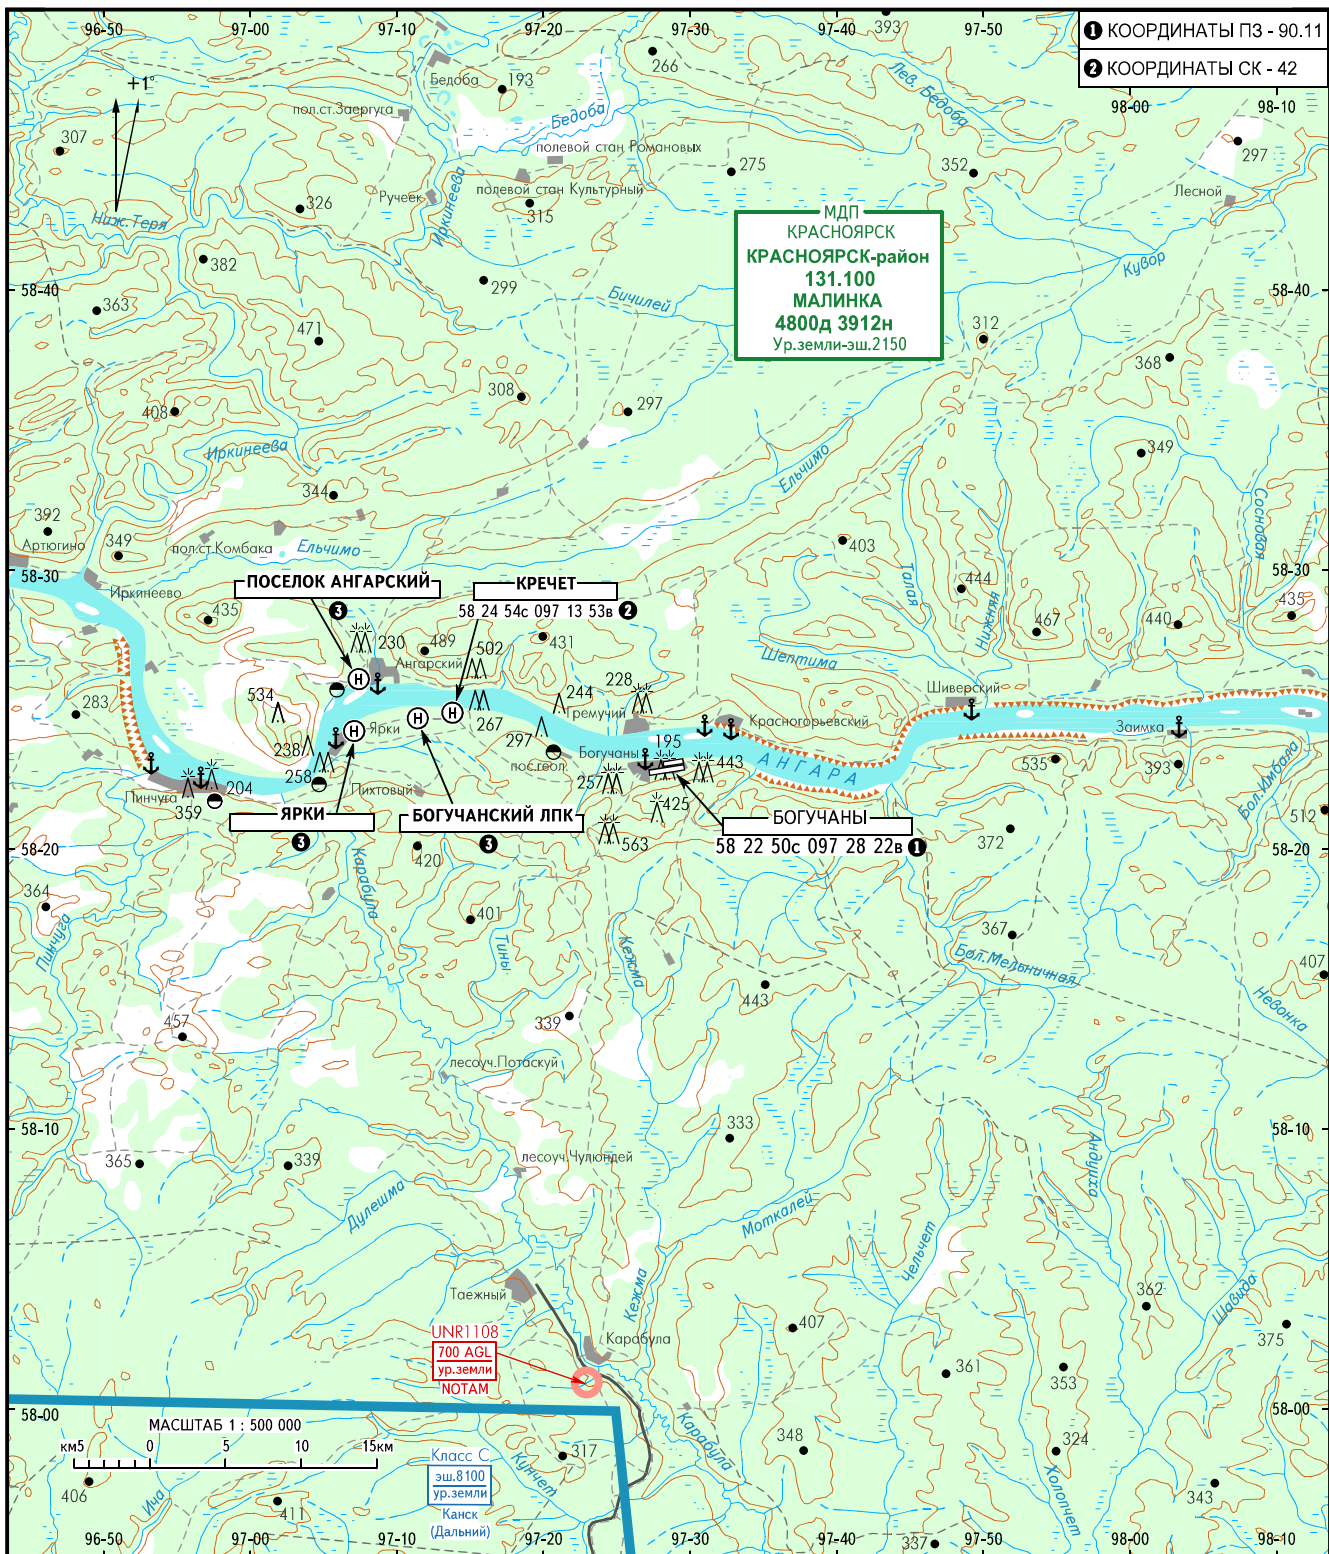 96-50
97-00
97-10
97-20
97-30
97-40
393
97-50
❶ КООРДИНАТЫ ПЗ - 90.11
❷ КООРДИНАТЫ СК - 42
98-00
98-10
+1°
Бедоба
193
266
Лев. Бедоба
пол.ст.Заергуга
Бедоба
307
полевой стан Романовых
275
352
297
Иркинеева
полевой стан Культурный
Ручеек
326
315
Лесной
Ниж.Теря
МДП
КРАСНОЯРСК
КРАСНОЯРСК-район
131.100
МАЛИНКА
4800д 3912н
Ур.земли-эш.2150
382
299
Кувор
58-40
58-40
363
Бичилей
471
312
368
408
308
297
Иркинеева
349
Ельчимо
344
Сосновая
392
Артюгино
349
пол.ст.Комбака
Ельчимо
403
Талая
58-30
58-30
Иркинеево
ПОСЕЛОК АНГАРСКИЙ
❸
КРЕЧЕТ
58 24 54с 097 13 53в ❷
444
Нижняя
435
435
230
489
502
431
467
440
Ангарский
Шептима
534
244
228
Шиверский
283
Гремучий
Красногорьевский
267
Ярки
238
297
Богучаны
195
Заимка
258
пос.геол.
257
443
АНГАРА
535
393
Бол.Имбала
Пинчуга
204
359
Пихтовый
425
512
ЯРКИ
❸
БОГУЧАНСКИЙ ЛПК
❸
БОГУЧАНЫ
58 22 50с 097 28 22в ❶
563
372
58-20
58-20
420
Карабула
364
401
Пинчуга
Тины
Кежма
367
Бол.Мельничная
407
443
Невонка
457
339
лесоуч.Потаскуй
333
58-10
58-10
365
339
лесоуч.Чулюндей
Андушха
Дулешма
Моткалей
Чельчет
Таежный
Кежма
362
Шавида
UNR1108
700 AGL
ур.земли
NOTAM
Карабула
407
375
361
353
58-00
58-00
МАСШТАБ 1 : 500 000
км5
0
5
10
15км
Карабула
348
324
Класс C
эш.8100
ур.земли
Канск
(Дальний)
317
Кунчет
406
Ича
411
Холопчет
343
337
96-50
97-00
97-10
97-20
97-30
97-40
97-50
98-00
98-10